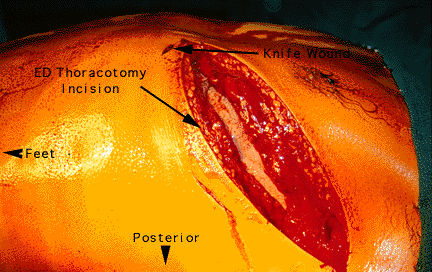 Knife Wound
ED Thoracotomy
Incision
Feet
Posterior